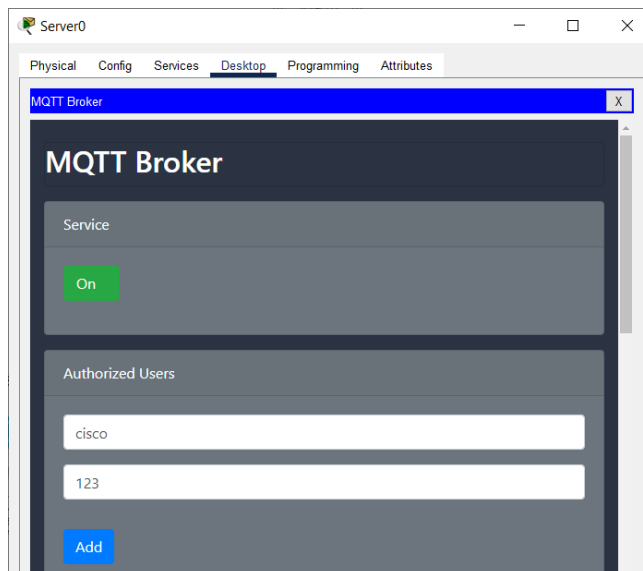 Server0
Physical Config Services Desktop Programming Attributes
MQTT Broker X
MQTT Broker
Service
On
Authorized Users
cisco
123
Add